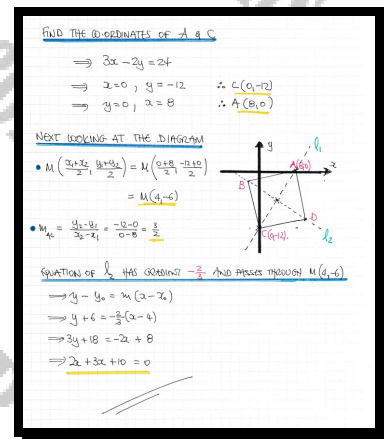 FIND THE CO-ORDINATES OF A & C
⇒ 3x - 2y = 24
⇒ x=0 , y = -12 ∴ C(0,-12)
⇒ y=0 , x = 8 ∴ A(8,0)
NEXT LOOKING AT THE DIAGRAM
• M(x₁+x₂/2, y₁+y₂/2) = M(0+8/2, -12+0/2)
= M(4,-6)
• m_AC = y₂-y₁/x₂-x₁ = -12-0/0-8 = 3/2
y
l₁
A(8,0)
x
B
D
C(0,-12).
l₂
EQUATION OF l₂ HAS GRADIENT -2/3 AND PASSES THROUGH M(4,-6)
⇒ y - y₀ = m(x - x₀)
⇒ y + 6 = -2/3(x - 4)
⇒ 3y + 18 = -2x + 8
⇒ 2x + 3x + 10 = 0